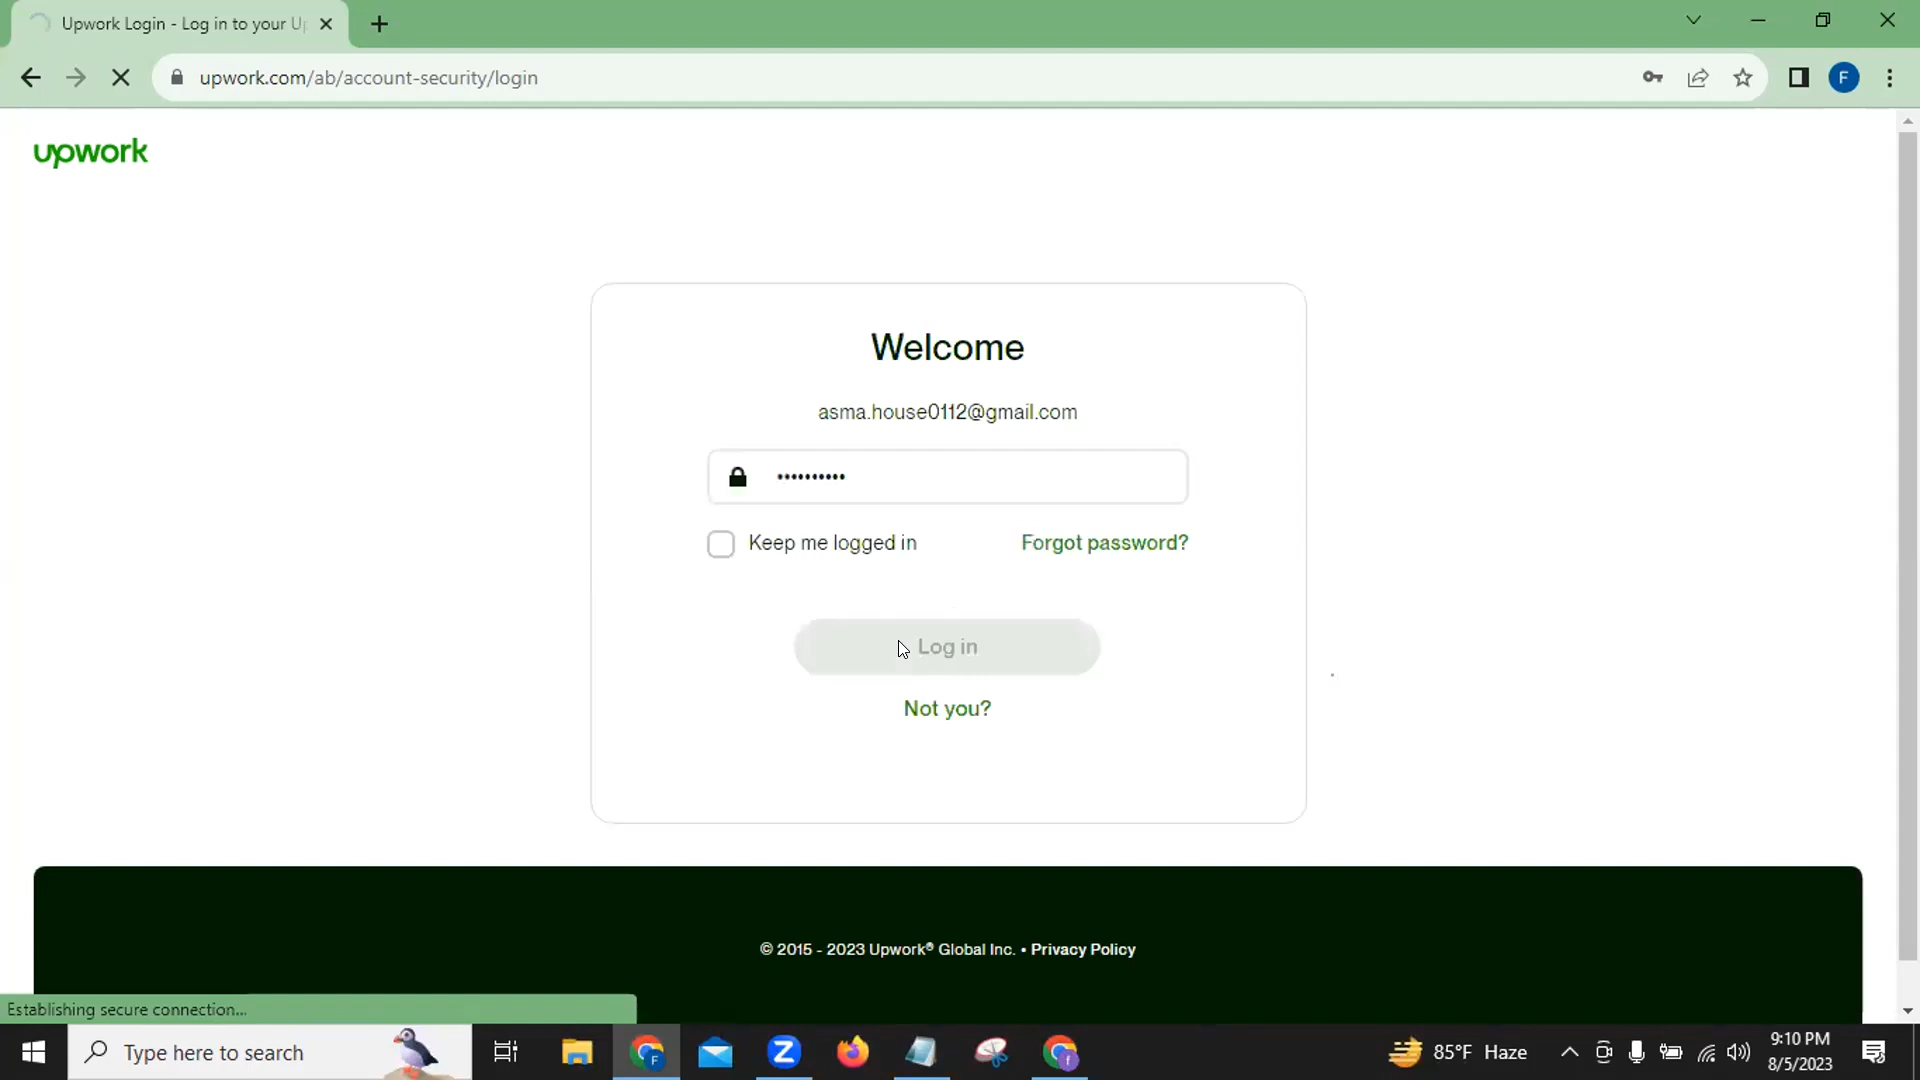 Upwork Login - Log in to your Up
upwork.com/ab/account-security/login
F
upwork
Welcome
asma.house0112@gmail.com
••••••••••
Keep me logged in
Forgot password?
Log in
Not you?
© 2015 - 2023 Upwork® Global Inc. • Privacy Policy
Establishing secure connection...
Type here to search
85°F Haze
9:10 PM
8/5/2023